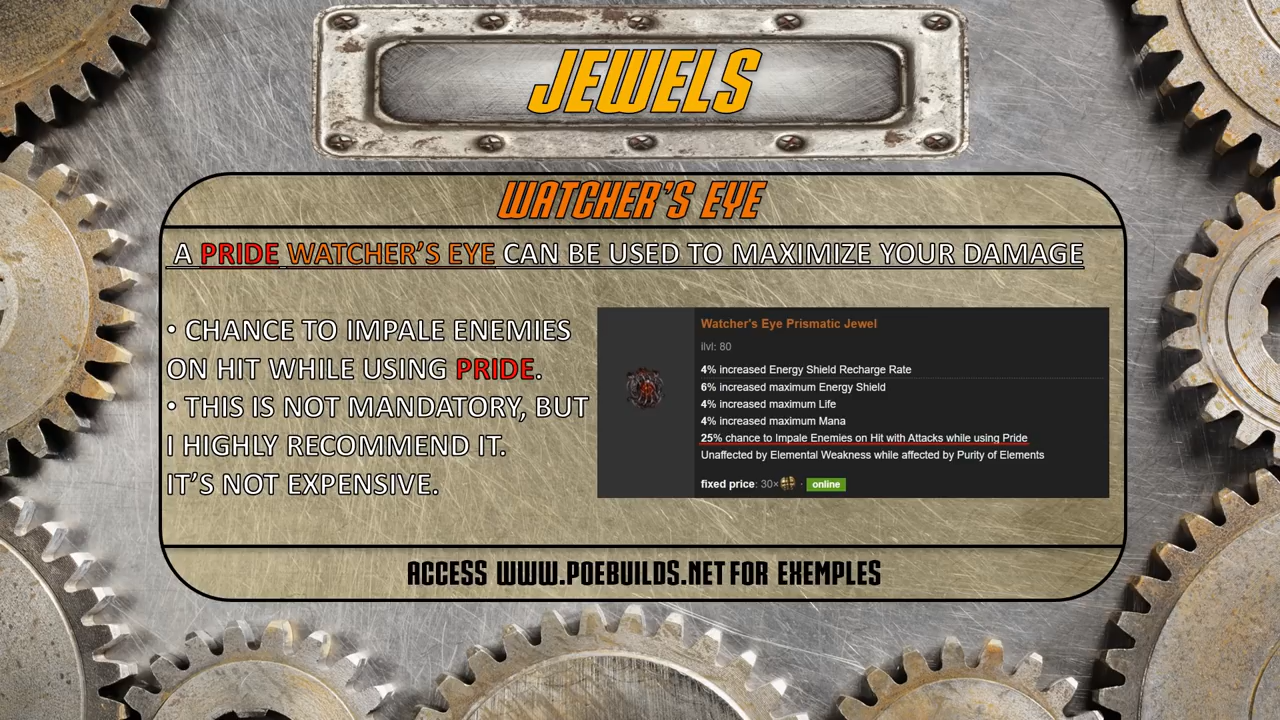 JEWELS
WATCHER'S EYE
A PRIDE WATCHER'S EYE CAN BE USED TO MAXIMIZE YOUR DAMAGE
• CHANCE TO IMPALE ENEMIES
ON HIT WHILE USING PRIDE.
• THIS IS NOT MANDATORY, BUT
I HIGHLY RECOMMEND IT.
IT'S NOT EXPENSIVE.
Watcher's Eye Prismatic Jewel
ilvl: 80
4% increased Energy Shield Recharge Rate
6% increased maximum Energy Shield
4% increased maximum Life
4% increased maximum Mana
25% chance to Impale Enemies on Hit with Attacks while using Pride
Unaffected by Elemental Weakness while affected by Purity of Elements
fixed price: 30× · online
ACCESS WWW.POEBUILDS.NET FOR EXEMPLES